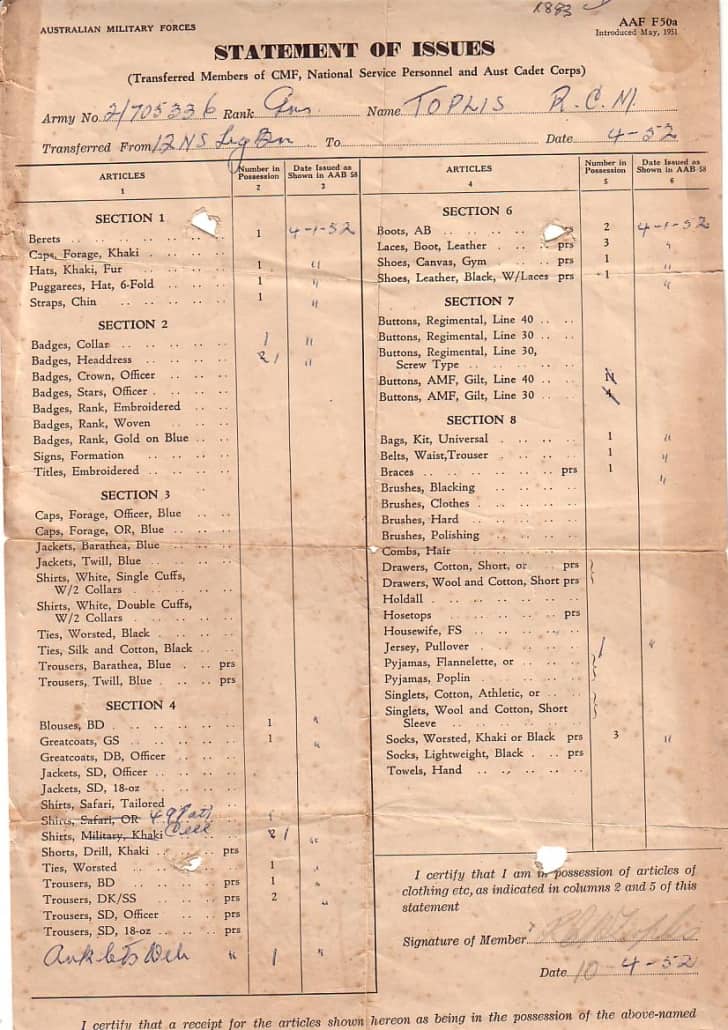 1883
AUSTRALIAN MILITARY FORCES
AAF F50a
Introduced May, 1951
STATEMENT OF ISSUES
(Transferred Members of CMF, National Service Personnel and Aust Cadet Corps)
Army No. 2/705336 Rank Name TOPLIS R.C.M.
Transferred From 12 NS Trg Bn To Date 4-52
ARTICLES Number in Possession Date Issued as Shown in AAB 58
1 2 3
SECTION 1
Berets 1 4-1-52
Caps, Forage, Khaki
Hats, Khaki, Fur 1 "
Puggarees, Hat, 6-Fold 1 "
Straps, Chin 1 "
SECTION 2
Badges, Collar 1 "
Badges, Headdress 2 1 "
Badges, Crown, Officer
Badges, Stars, Officer
Badges, Rank, Embroidered
Badges, Rank, Woven
Badges, Rank, Gold on Blue
Signs, Formation
Titles, Embroidered
SECTION 3
Caps, Forage, Officer, Blue
Caps, Forage, OR, Blue
Jackets, Barathea, Blue
Jackets, Twill, Blue
Shirts, White, Single Cuffs,
W/2 Collars
Shirts, White, Double Cuffs,
W/2 Collars
Ties, Worsted, Black
Ties, Silk and Cotton, Black
Trousers, Barathea, Blue prs
Trousers, Twill, Blue prs
SECTION 4
Blouses, BD 1 "
Greatcoats, GS 1 "
Greatcoats, DB, Officer
Jackets, SD, Officer
Jackets, SD, 18-oz
Shirts, Safari, Tailored
Shirts, Safari, OR
Shirts, Military, Khaki 2 1 "
Shorts, Drill, Khaki prs
Ties, Worsted 1 "
Trousers, BD prs 1 "
Trousers, DK/SS prs 2 "
Trousers, SD, Officer prs
Trousers, SD, 18-oz prs
Anklets Web " 1 "
ARTICLES Number in Possession Date Issued as Shown in AAB 58
4 5 6
SECTION 6
Boots, AB prs 2 4-1-52
Laces, Boot, Leather prs 3 "
Shoes, Canvas, Gym prs 1 "
Shoes, Leather, Black, W/Laces prs 1 "
SECTION 7
Buttons, Regimental, Line 40
Buttons, Regimental, Line 30
Buttons, Regimental, Line 30,
Screw Type
Buttons, AMF, Gilt, Line 40
Buttons, AMF, Gilt, Line 30
SECTION 8
Bags, Kit, Universal 1 "
Belts, Waist, Trouser 1 "
Braces prs 1 "
Brushes, Blacking
Brushes, Clothes
Brushes, Hard
Brushes, Polishing
Combs, Hair
Drawers, Cotton, Short, or prs
Drawers, Wool and Cotton, Short prs
Holdall
Hosetops prs
Housewife, FS
Jersey, Pullover 1 "
Pyjamas, Flannelette, or
Pyjamas, Poplin
Singlets, Cotton, Athletic, or
Singlets, Wool and Cotton, Short
Sleeve
Socks, Worsted, Khaki or Black prs 3 "
Socks, Lightweight, Black prs
Towels, Hand
I certify that I am in possession of articles of
clothing etc, as indicated in columns 2 and 5 of this
statement
Signature of Member
Date 10-4-52
I certify that a receipt for the articles shown hereon as being in the possession of the above-named